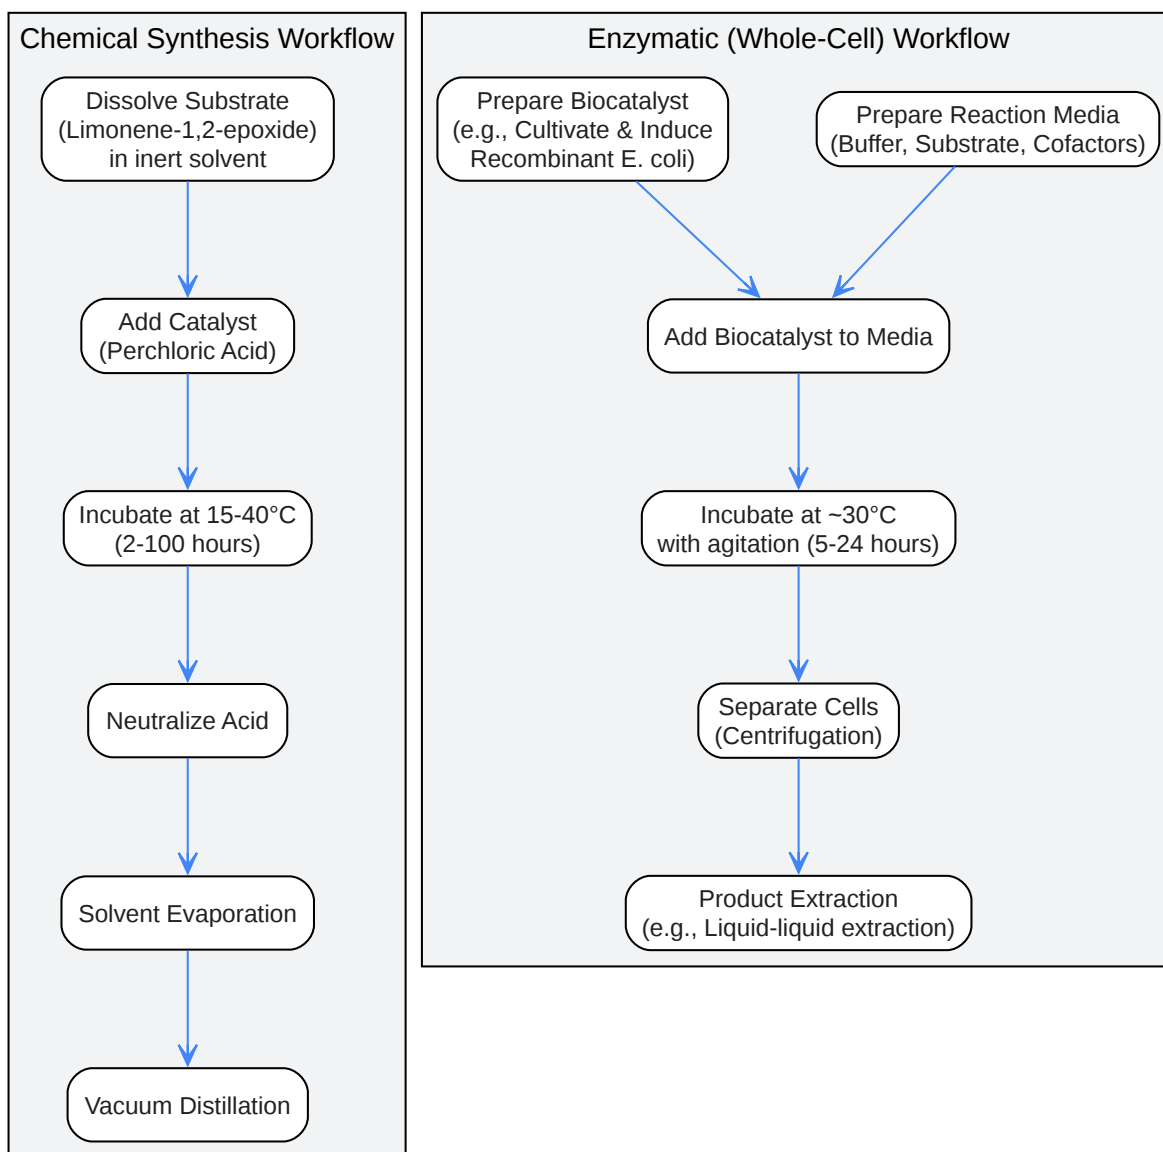 Chemical Synthesis Workflow
Dissolve Substrate
(Limonene-1,2-epoxide)
in inert solvent
Add Catalyst
(Perchloric Acid)
Incubate at 15-40°C
(2-100 hours)
Neutralize Acid
Solvent Evaporation
Vacuum Distillation
Enzymatic (Whole-Cell) Workflow
Prepare Biocatalyst
(e.g., Cultivate & Induce
Recombinant E. coli)
Prepare Reaction Media
(Buffer, Substrate, Cofactors)
Add Biocatalyst to Media
Incubate at ~30°C
with agitation (5-24 hours)
Separate Cells
(Centrifugation)
Product Extraction
(e.g., Liquid-liquid extraction)